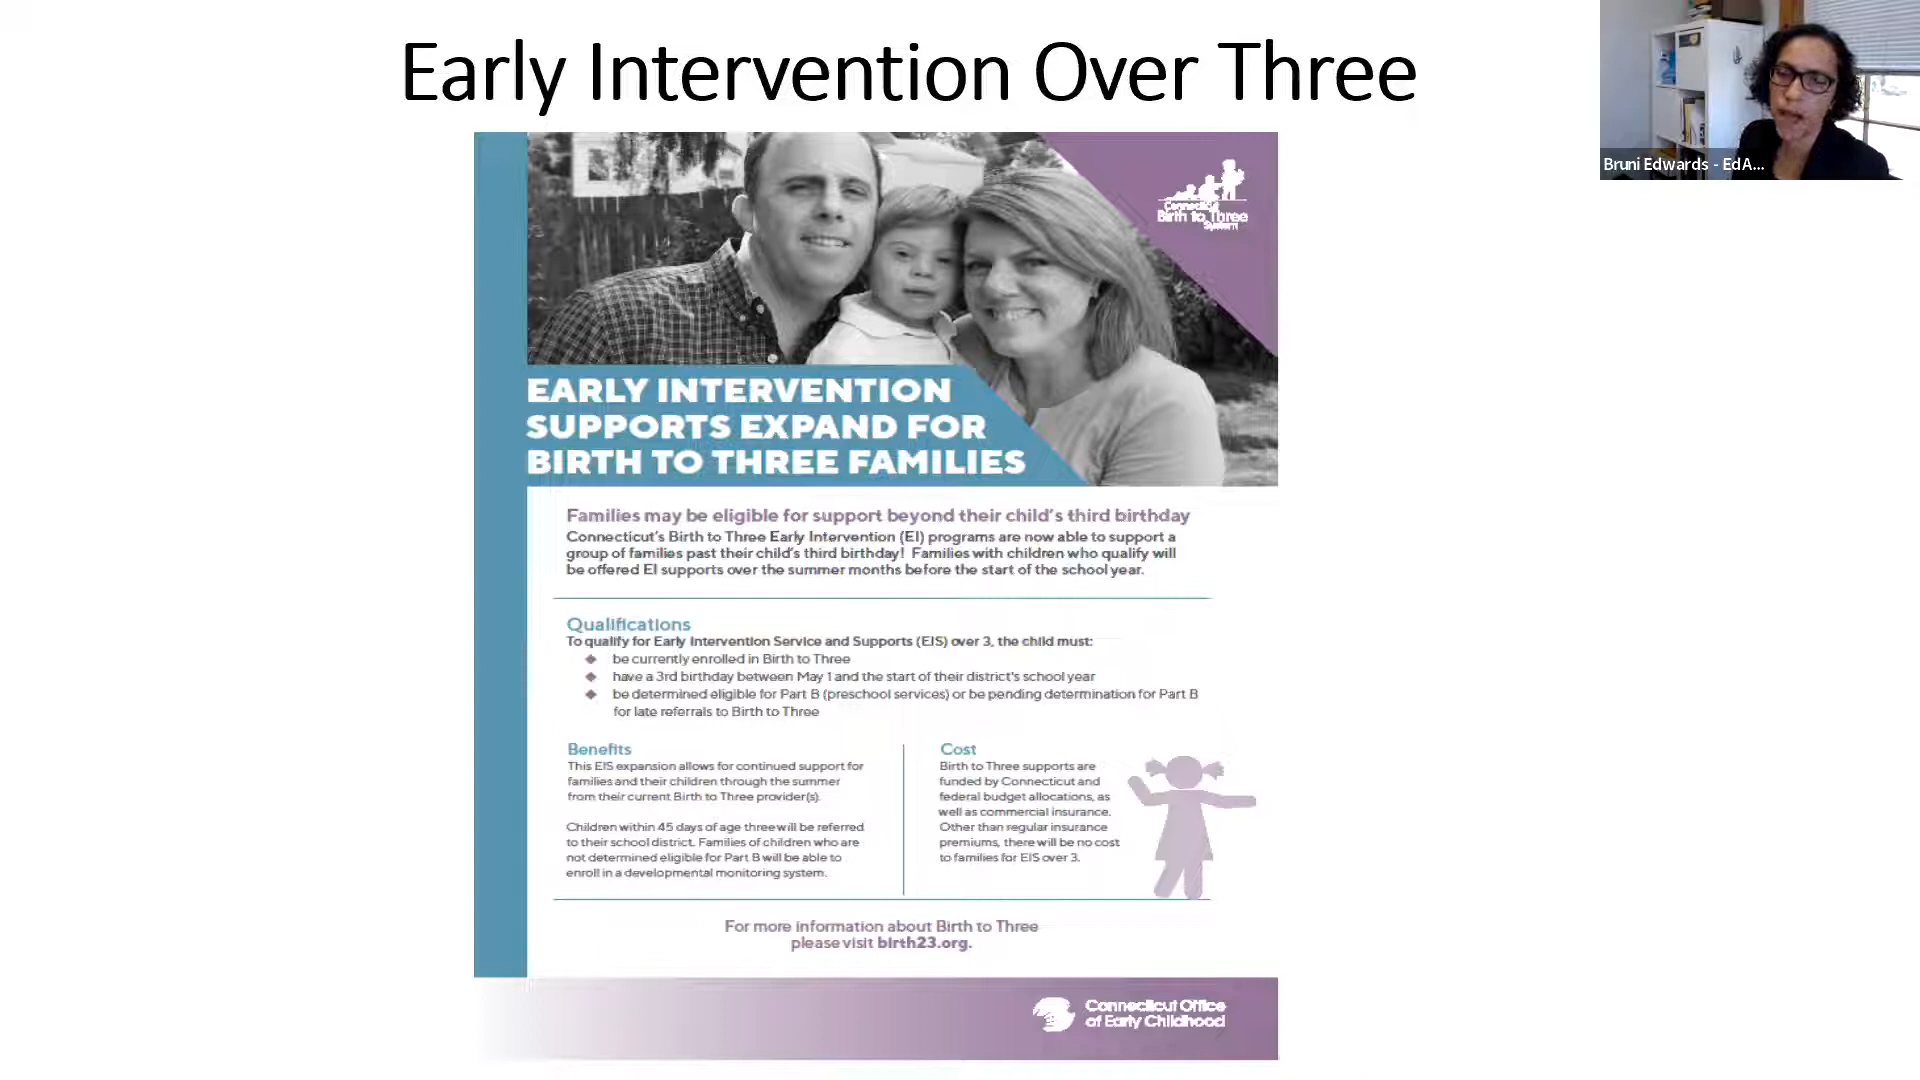 Early Intervention Over Three
Bruni Edwards - Ed A...
Connecticut
Birth to Three
System
EARLY INTERVENTION
SUPPORTS EXPAND FOR
BIRTH TO THREE FAMILIES
Families may be eligible for support beyond their child's third birthday
Connecticut's Birth to Three Early Intervention (EI) programs are now able to support a
group of families past their child's third birthday! Families with children who qualify will
be offered EI supports over the summer months before the start of the school year.
Qualifications
To qualify for Early Intervention Service and Supports (EIS) over 3, the child must:
❖ be currently enrolled in Birth to Three
❖ have a 3rd birthday between May 1 and the start of their district's school year
❖ be determined eligible for Part B (preschool services) or be pending determination for Part B
for late referrals to Birth to Three
Benefits
This EIS expansion allows for continued support for
families and their children through the summer
from their current Birth to Three provider(s).
Children within 45 days of age three will be referred
to their school district. Families of children who are
not determined eligible for Part B will be able to
enroll in a developmental monitoring system.
Cost
Birth to Three supports are
funded by Connecticut and
federal budget allocations, as
well as commercial insurance.
Other than regular insurance
premiums, there will be no cost
to families for EIS over 3.
For more information about Birth to Three
please visit birth23.org.
Connecticut Office
of Early Childhood